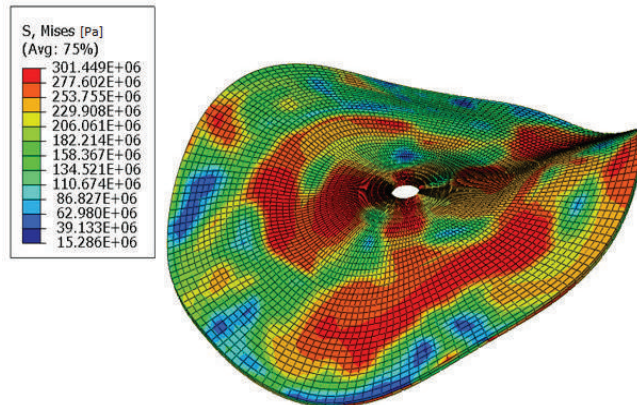 S, Mises [Pa]
(Avg: 75%)
301.449E+06
277.602E+06
253.755E+06
229.908E+06
206.061E+06
182.214E+06
158.367E+06
134.521E+06
110.674E+06
86.827E+06
62.980E+06
39.133E+06
15.286E+06